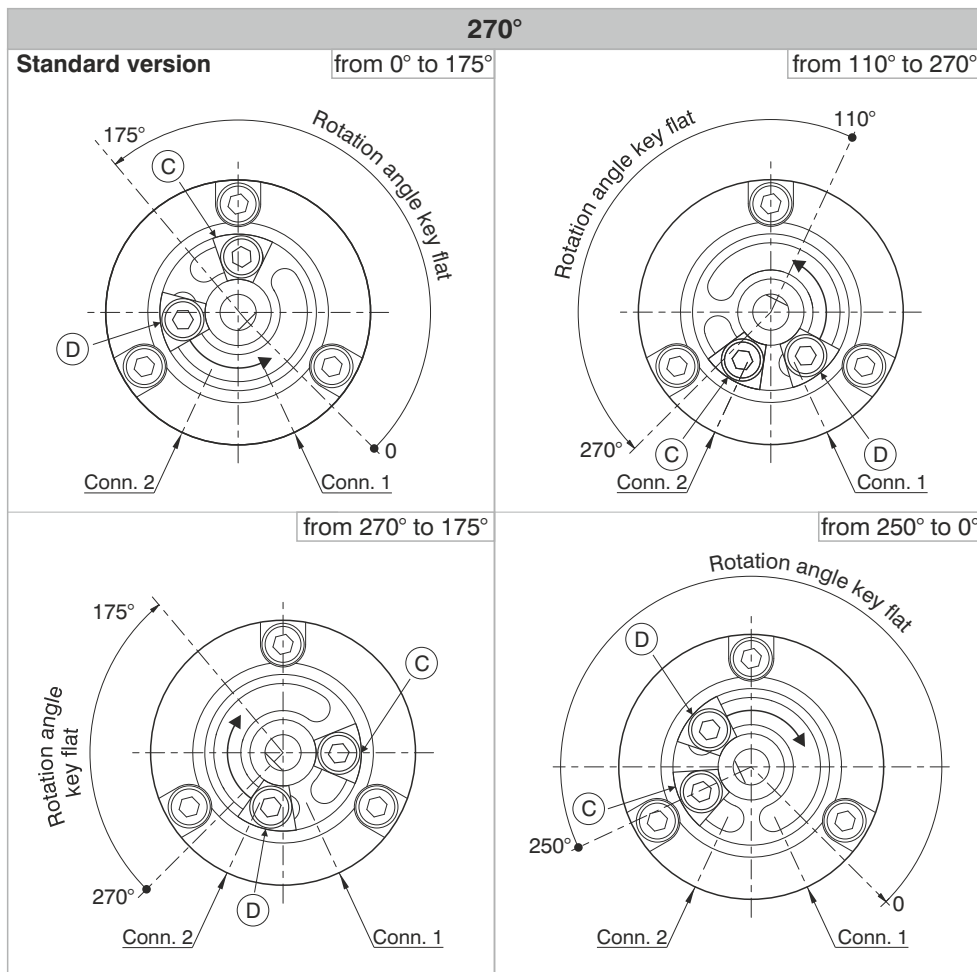 270°
Standard version
from 0° to 175°
175°
Rotation angle key flat
C
D
0
Conn. 2
Conn. 1
from 110° to 270°
110°
Rotation angle key flat
270°
C
D
Conn. 2
Conn. 1
from 270° to 175°
175°
Rotation angle
key flat
C
270°
D
Conn. 2
Conn. 1
from 250° to 0°
Rotation angle key flat
D
C
250°
0
Conn. 2
Conn. 1